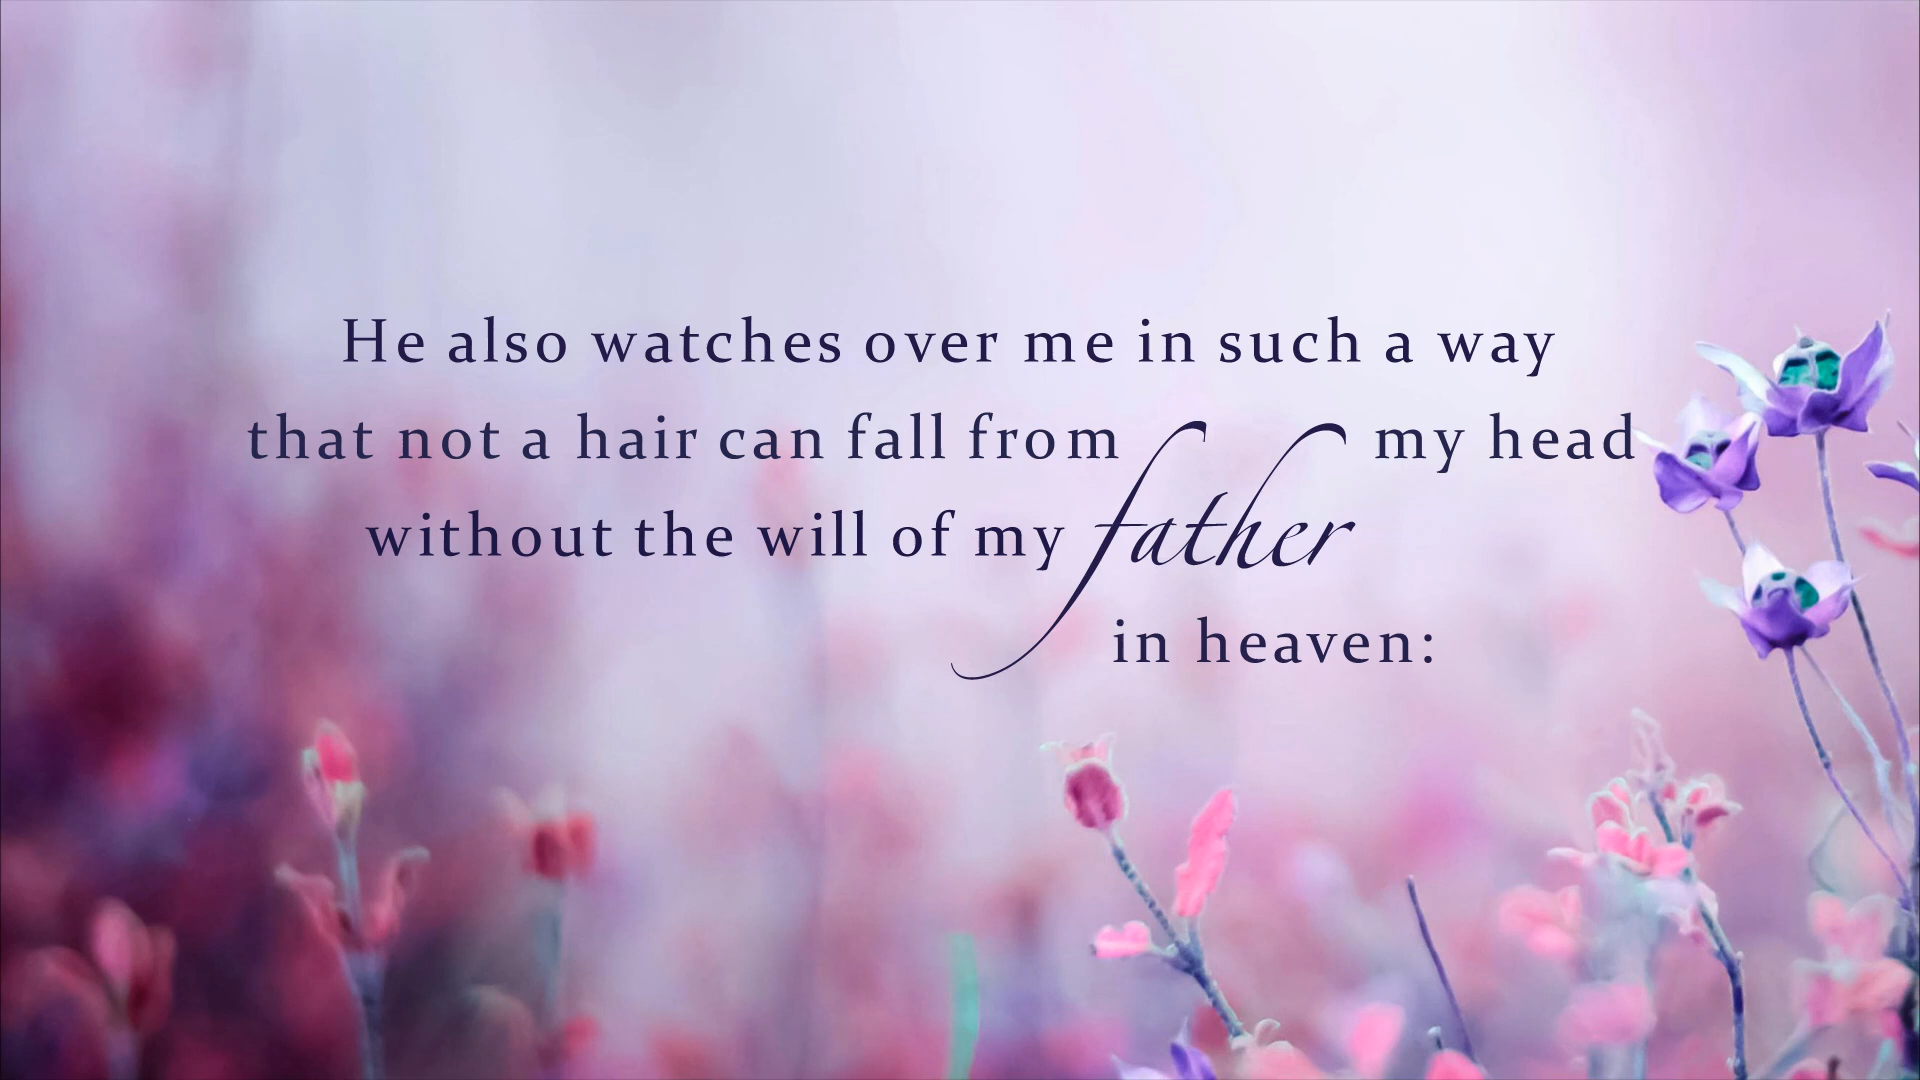 He also watches over me in such a way
that not a hair can fall from my head
without the will of my father
in heaven: